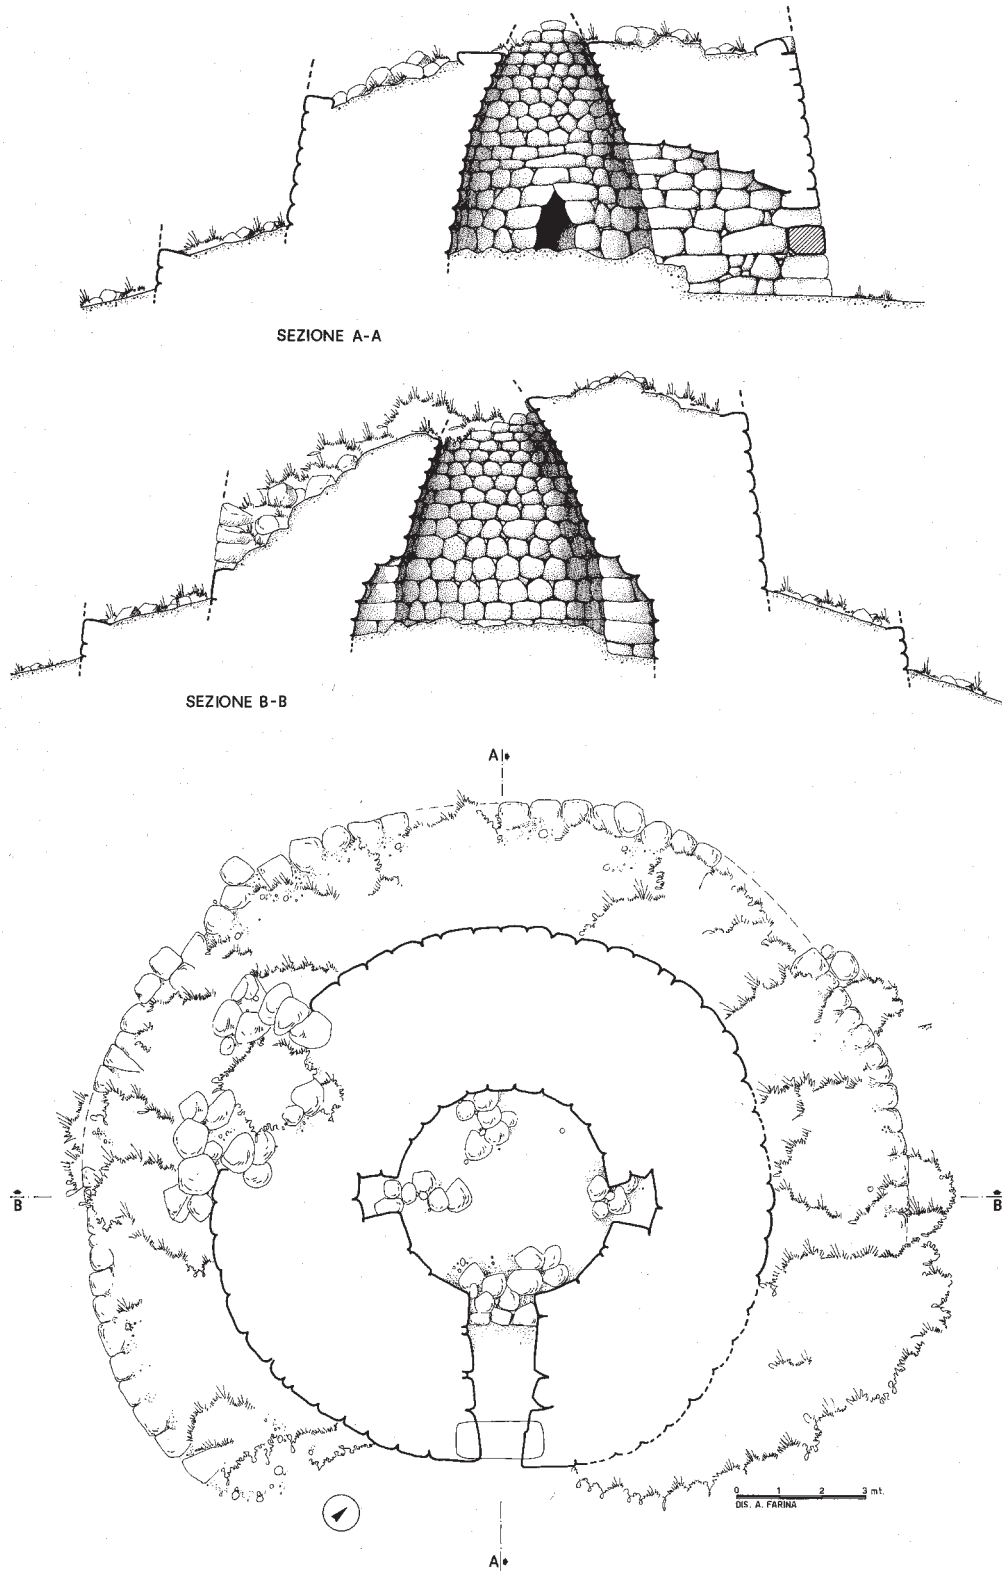 SEZIONE A-A
SEZIONE B-B
A
B
B
0 1 2 3 mt.
DIS. A. FARINA
A